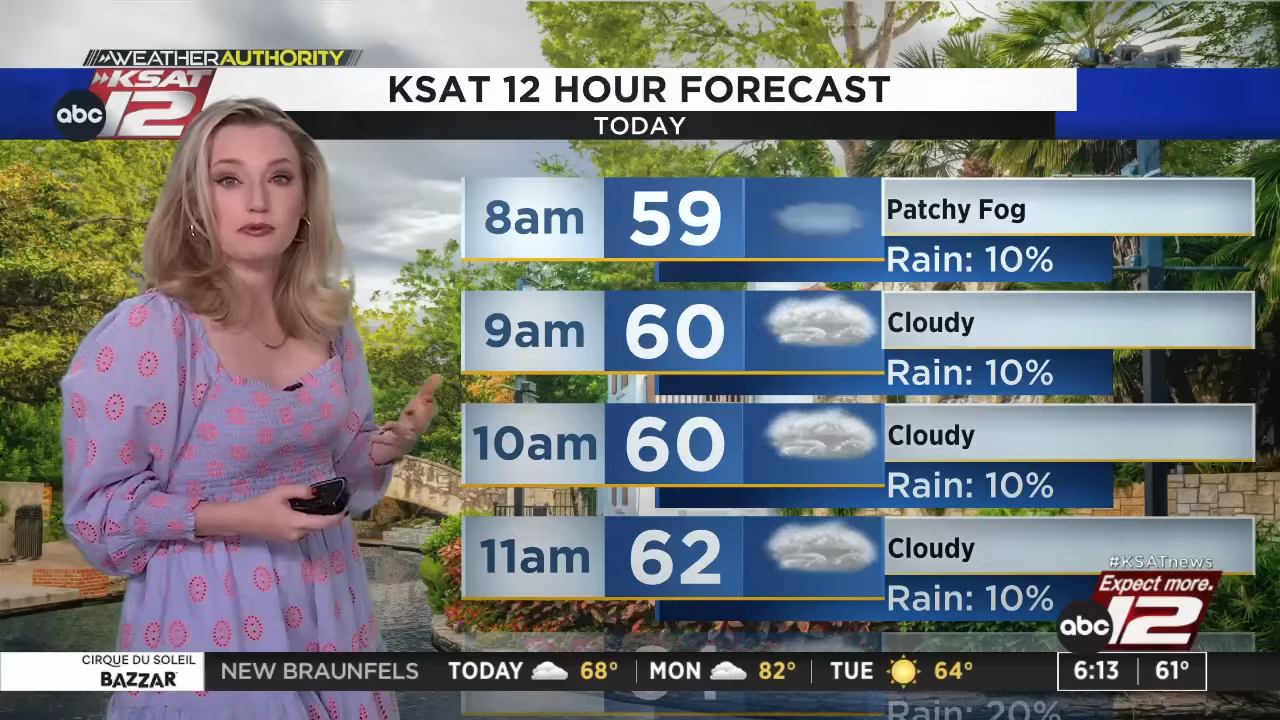 WEATHERAUTHORITY
KSAT
abc 12
KSAT 12 HOUR FORECAST
TODAY
8am 59 Patchy Fog
Rain: 10%
9am 60 Cloudy
Rain: 10%
10am 60 Cloudy
Rain: 10%
11am 62 Cloudy
Rain: 10%
#KSATnews
Expect more.
abc 12
CIRQUE DU SOLEIL
BAZZAR
NEW BRAUNFELS TODAY 68° MON 82° TUE 64° 6:13 61°
Rain: 20%